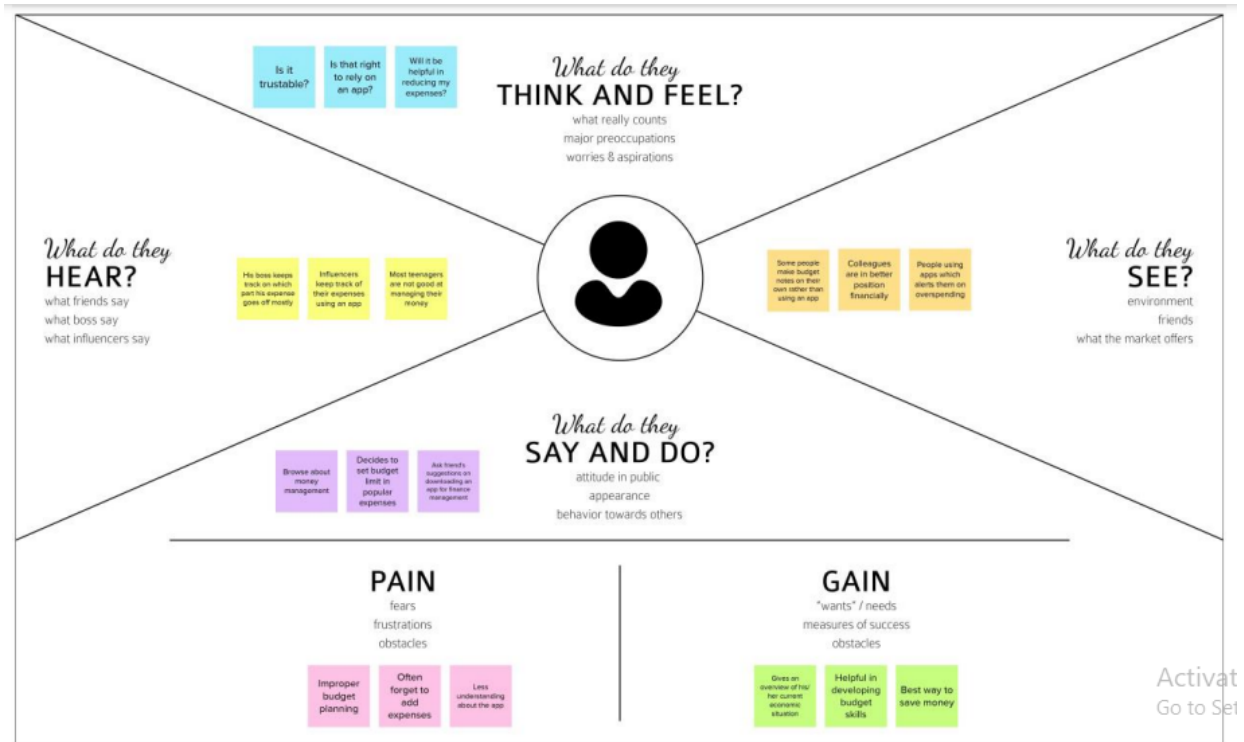 Is it
trustable?
Is that right
to rely on
an app?
Will it be
helpful in
reducing my
expenses?
What do they
THINK AND FEEL?
what really counts
major preoccupations
worries & aspirations
What do they
HEAR?
what friends say
what boss say
what influencers say
His boss keeps
track on which
part his expense
goes off mostly
Influencers
keep track of
their expenses
using an app
Most teenagers
are not good at
managing their
money
Some people
make budget
notes on their
own rather than
using an app
Colleagues
are in better
position
financially
People using
apps which
alerts them on
overspending
What do they
SEE?
environment
friends
what the market offers
What do they
SAY AND DO?
attitude in public
appearance
behavior towards others
Browse about
money
management
Decides to
set budget
limit in
popular
expenses
Ask friend's
suggestions on
downloading an
app for finance
management
PAIN
fears
frustrations
obstacles
Improper
budget
planning
Often
forget to
add
expenses
Less
understanding
about the app
GAIN
"wants" / needs
measures of success
obstacles
Gives an
overview of his/
her current
economic
situation
Helpful in
developing
budget
skills
Best way to
save money
Activat
Go to Set